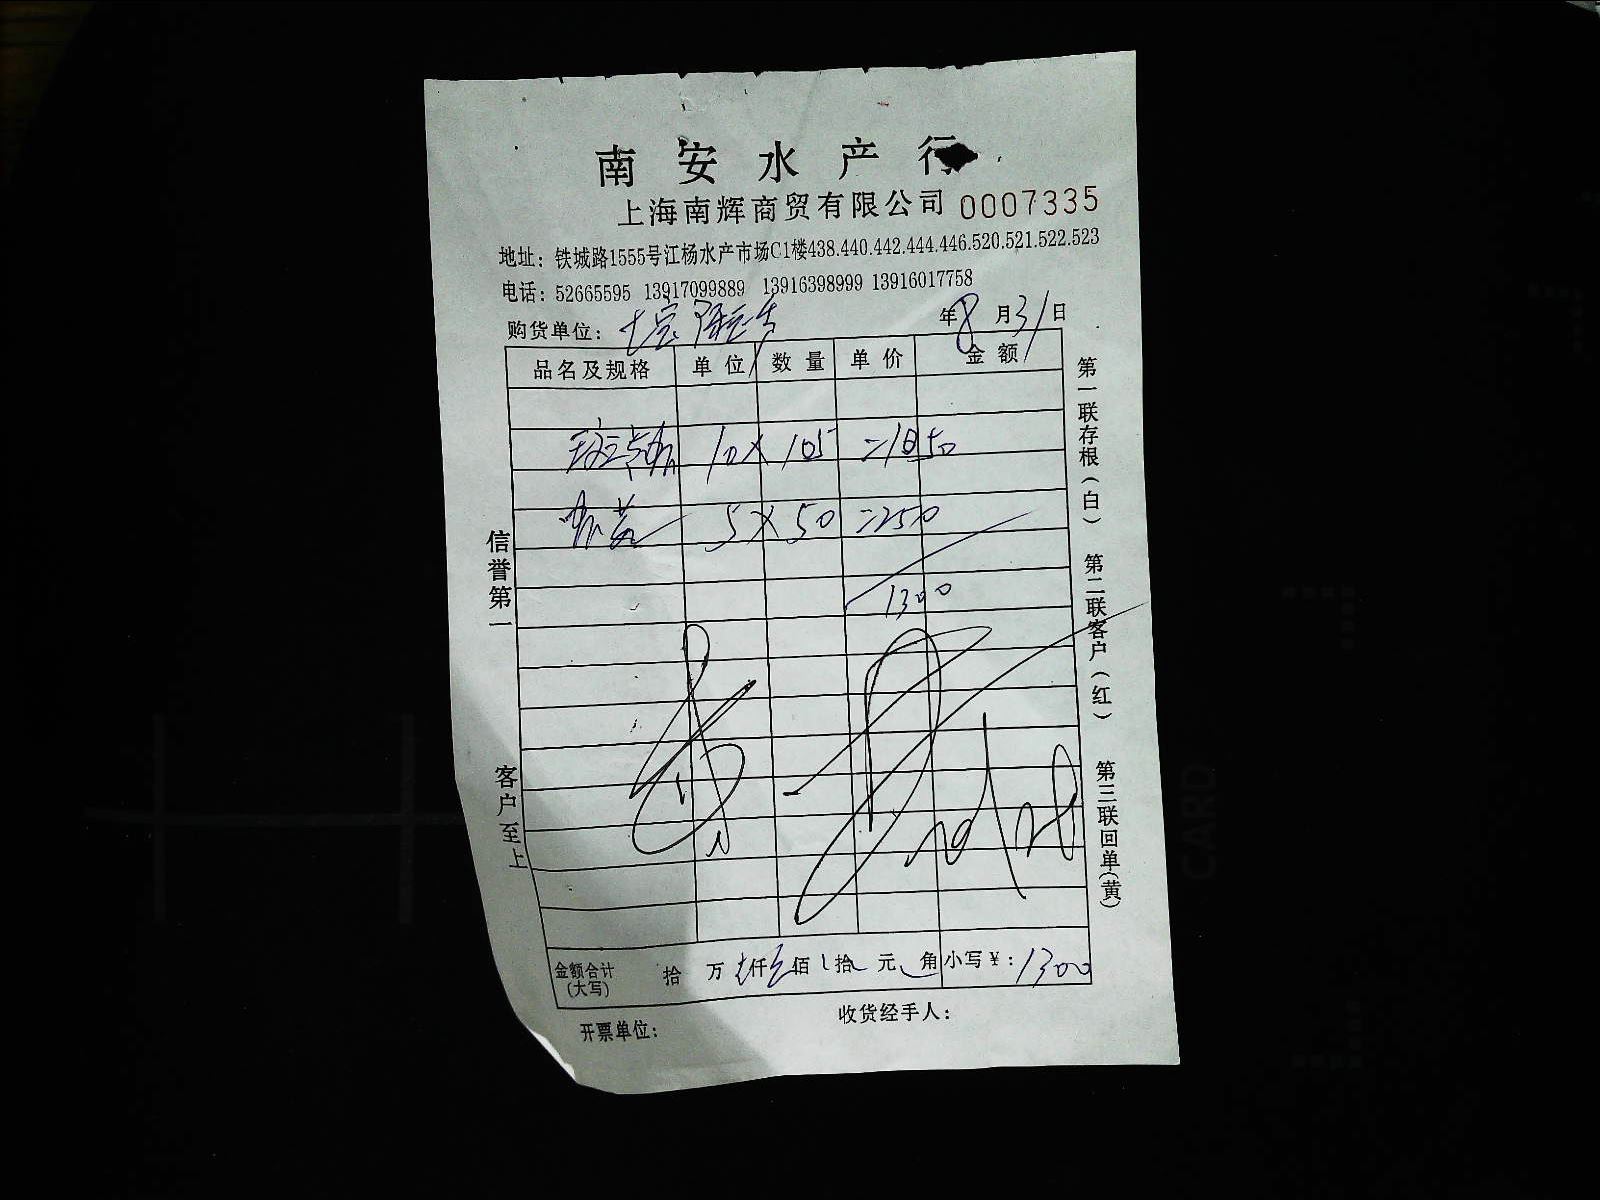 南安水产行
上海南辉商贸有限公司 0007335
地址：铁城路1555号江杨水产市场C1楼438.440.442.444.446.520.521.522.523
电话：52665595 13917099889 13916398999 13916017758
购货单位：
年8月31日
品名及规格 单位 数量 单价 金额
10×105=1050
5×50=250
1300
金额合计(大写) 拾 万 仟 佰 拾 元 角 小写￥：1300
开票单位： 收货经手人：
信誉第一
客户至上
第一联存根(白)
第二联客户(红)
第三联回单(黄)